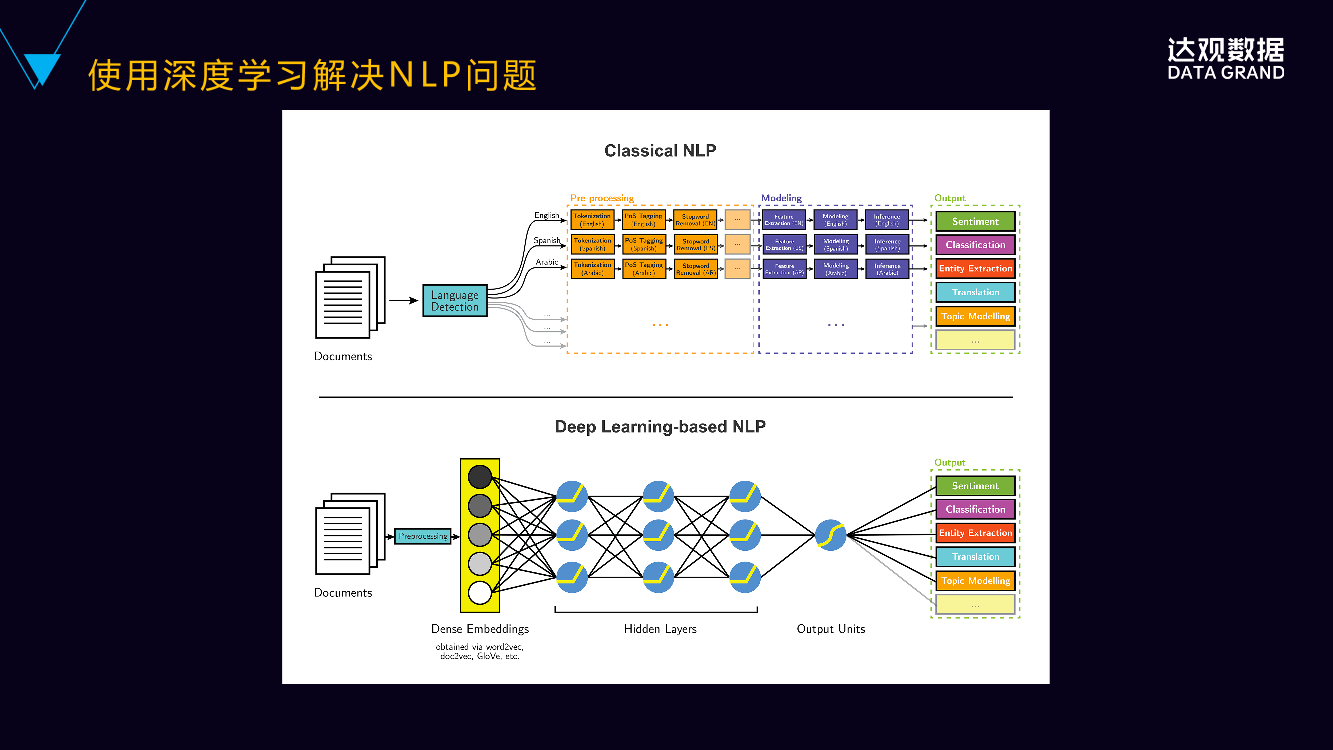 使用深度学习解决NLP问题
达观数据
DATA GRAND
Classical NLP
Pre processing
Modeling
Output
English
Tokenization
(English)
PoS Tagging
(English)
Stopword
Removal (EN)
...
Feature
Extraction (EN)
Modeling
(English)
Inference
(English)
Sentiment
Spanish
Tokenization
(Spanish)
PoS Tagging
(Spanish)
Stopword
Removal (ES)
...
Feature
Extraction (ES)
Modeling
(Spanish)
Inference
(Spanish)
Classification
Arabic
Tokenization
(Arabic)
PoS Tagging
(Arabic)
Stopword
Removal (AR)
...
Feature
Extraction (AR)
Modeling
(Arabic)
Inference
(Arabic)
Entity Extraction
Language
Detection
Translation
...
...
...
...
...
Topic Modelling
...
Documents
Deep Learning-based NLP
Output
Sentiment
Classification
Preprocessing
Entity Extraction
Translation
Topic Modelling
...
Documents
Dense Embeddings
Hidden Layers
Output Units
obtained via word2vec,
doc2vec, GloVe, etc.